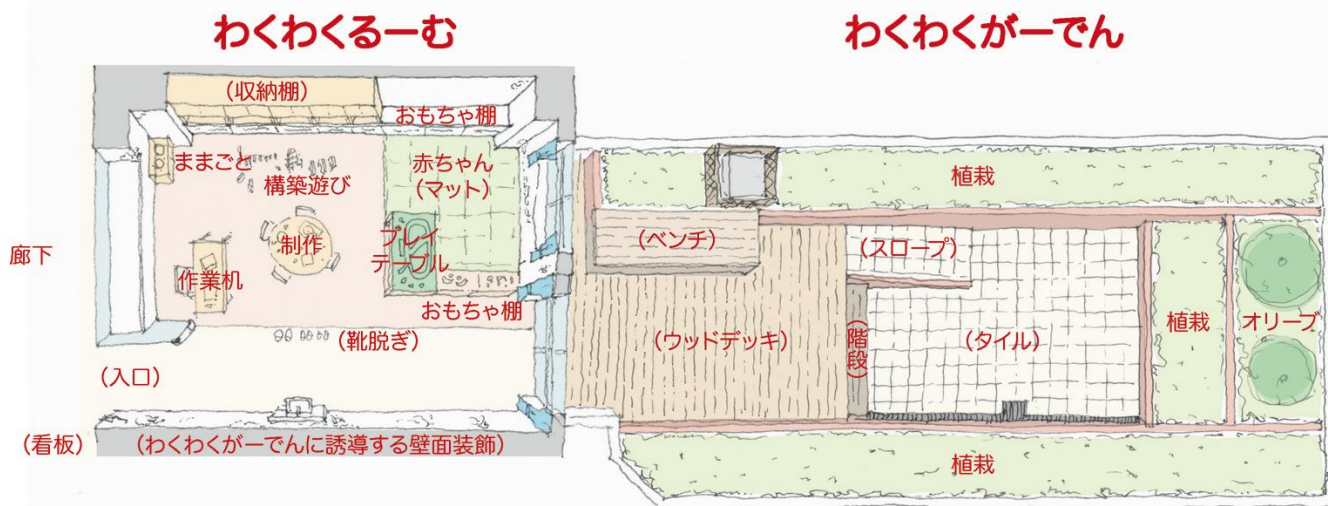 わくわくるーむ
わくわくがーでん
(収納棚)
おもちゃ棚
ままごと
構築遊び
赤ちゃん
(マット)
制作
プレイ
テーブル
作業机
おもちゃ棚
廊下
(靴脱ぎ)
(入口)
(看板)
(わくわくがーでんに誘導する壁面装飾)
植栽
(ベンチ)
(スロープ)
(ウッドデッキ)
(階段)
(タイル)
植栽
オリーブ
植栽